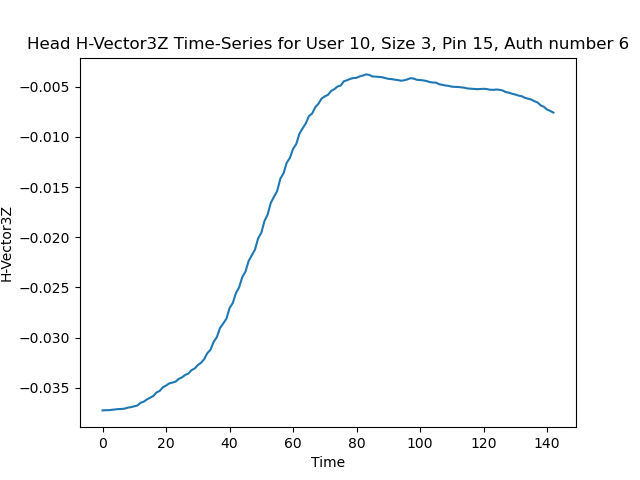 Head H-Vector3Z Time-Series for User 10, Size 3, Pin 15, Auth number 6
H-Vector3Z
−0.005
−0.010
−0.015
−0.020
−0.025
−0.030
−0.035
0 20 40 60 80 100 120 140
Time